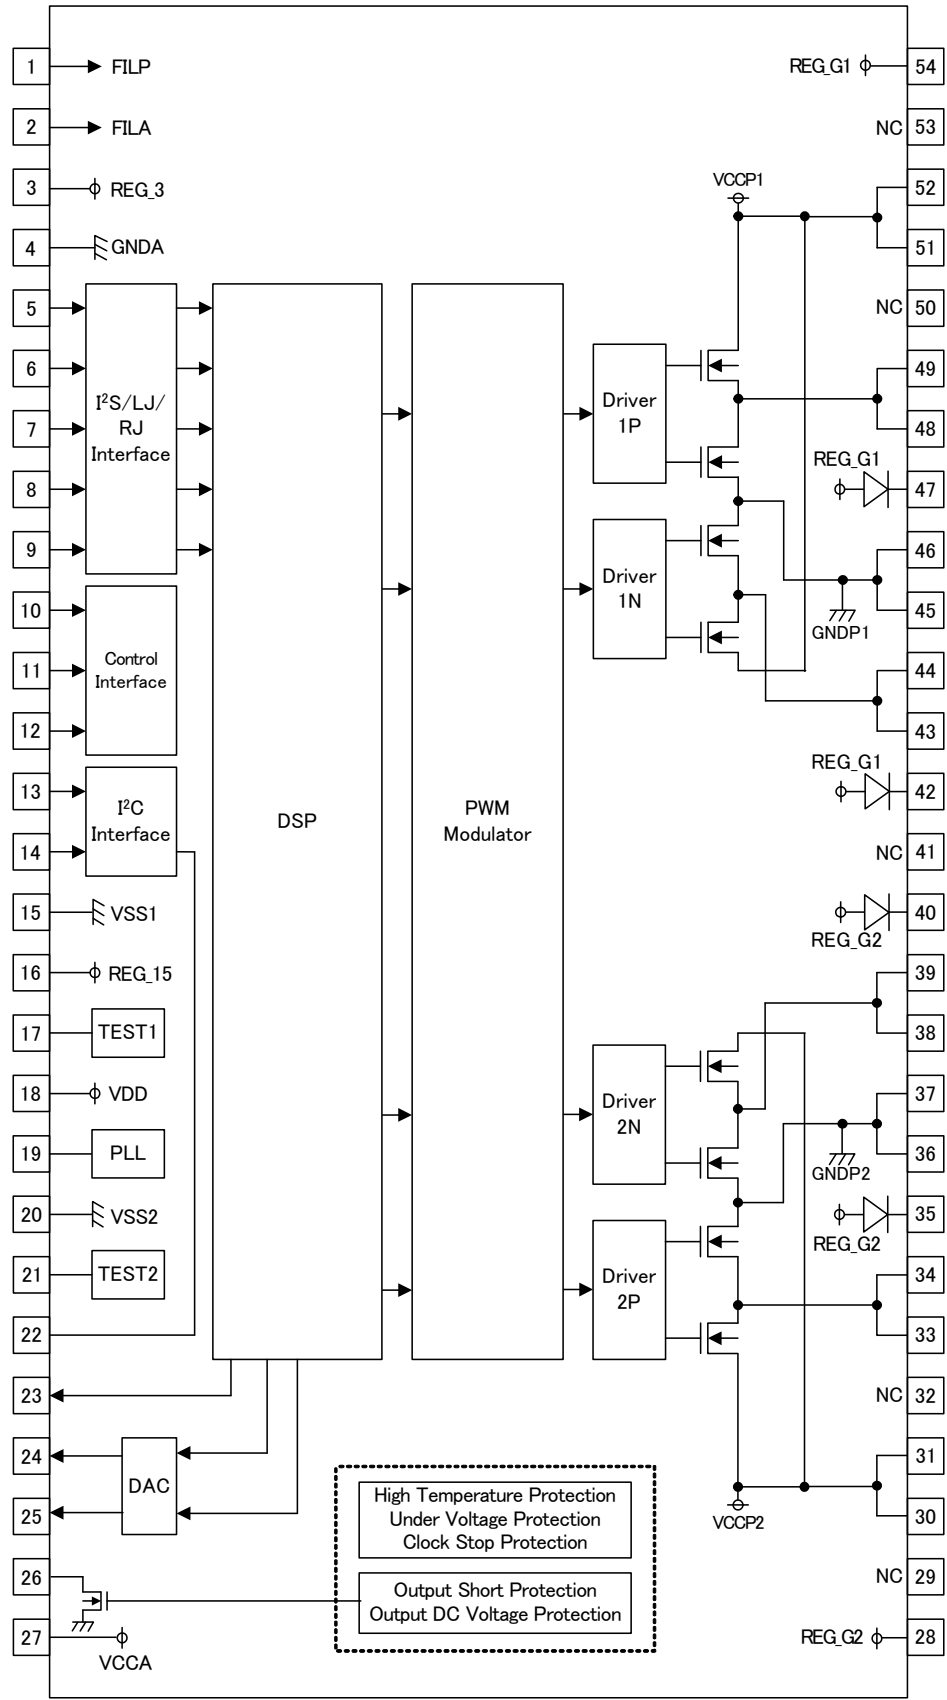 1
FILP
2
FILA
3
REG_3
4
GNDA
5
6
7
8
9
I²S/LJ/
RJ
Interface
10
11
12
Control
Interface
13
14
I²C
Interface
15
VSS1
16
REG_15
17
TEST1
18
VDD
19
PLL
20
VSS2
21
TEST2
22
23
24
25
DAC
26
27
VCCA
DSP
PWM
Modulator
Driver
1P
Driver
1N
Driver
2N
Driver
2P
High Temperature Protection
Under Voltage Protection
Clock Stop Protection
Output Short Protection
Output DC Voltage Protection
REG_G1
54
NC
53
VCCP1
52
51
NC
50
49
48
REG_G1
47
46
45
GNDP1
44
43
REG_G1
42
NC
41
40
REG_G2
39
38
37
36
GNDP2
35
REG_G2
34
33
NC
32
31
VCCP2
30
NC
29
REG_G2
28